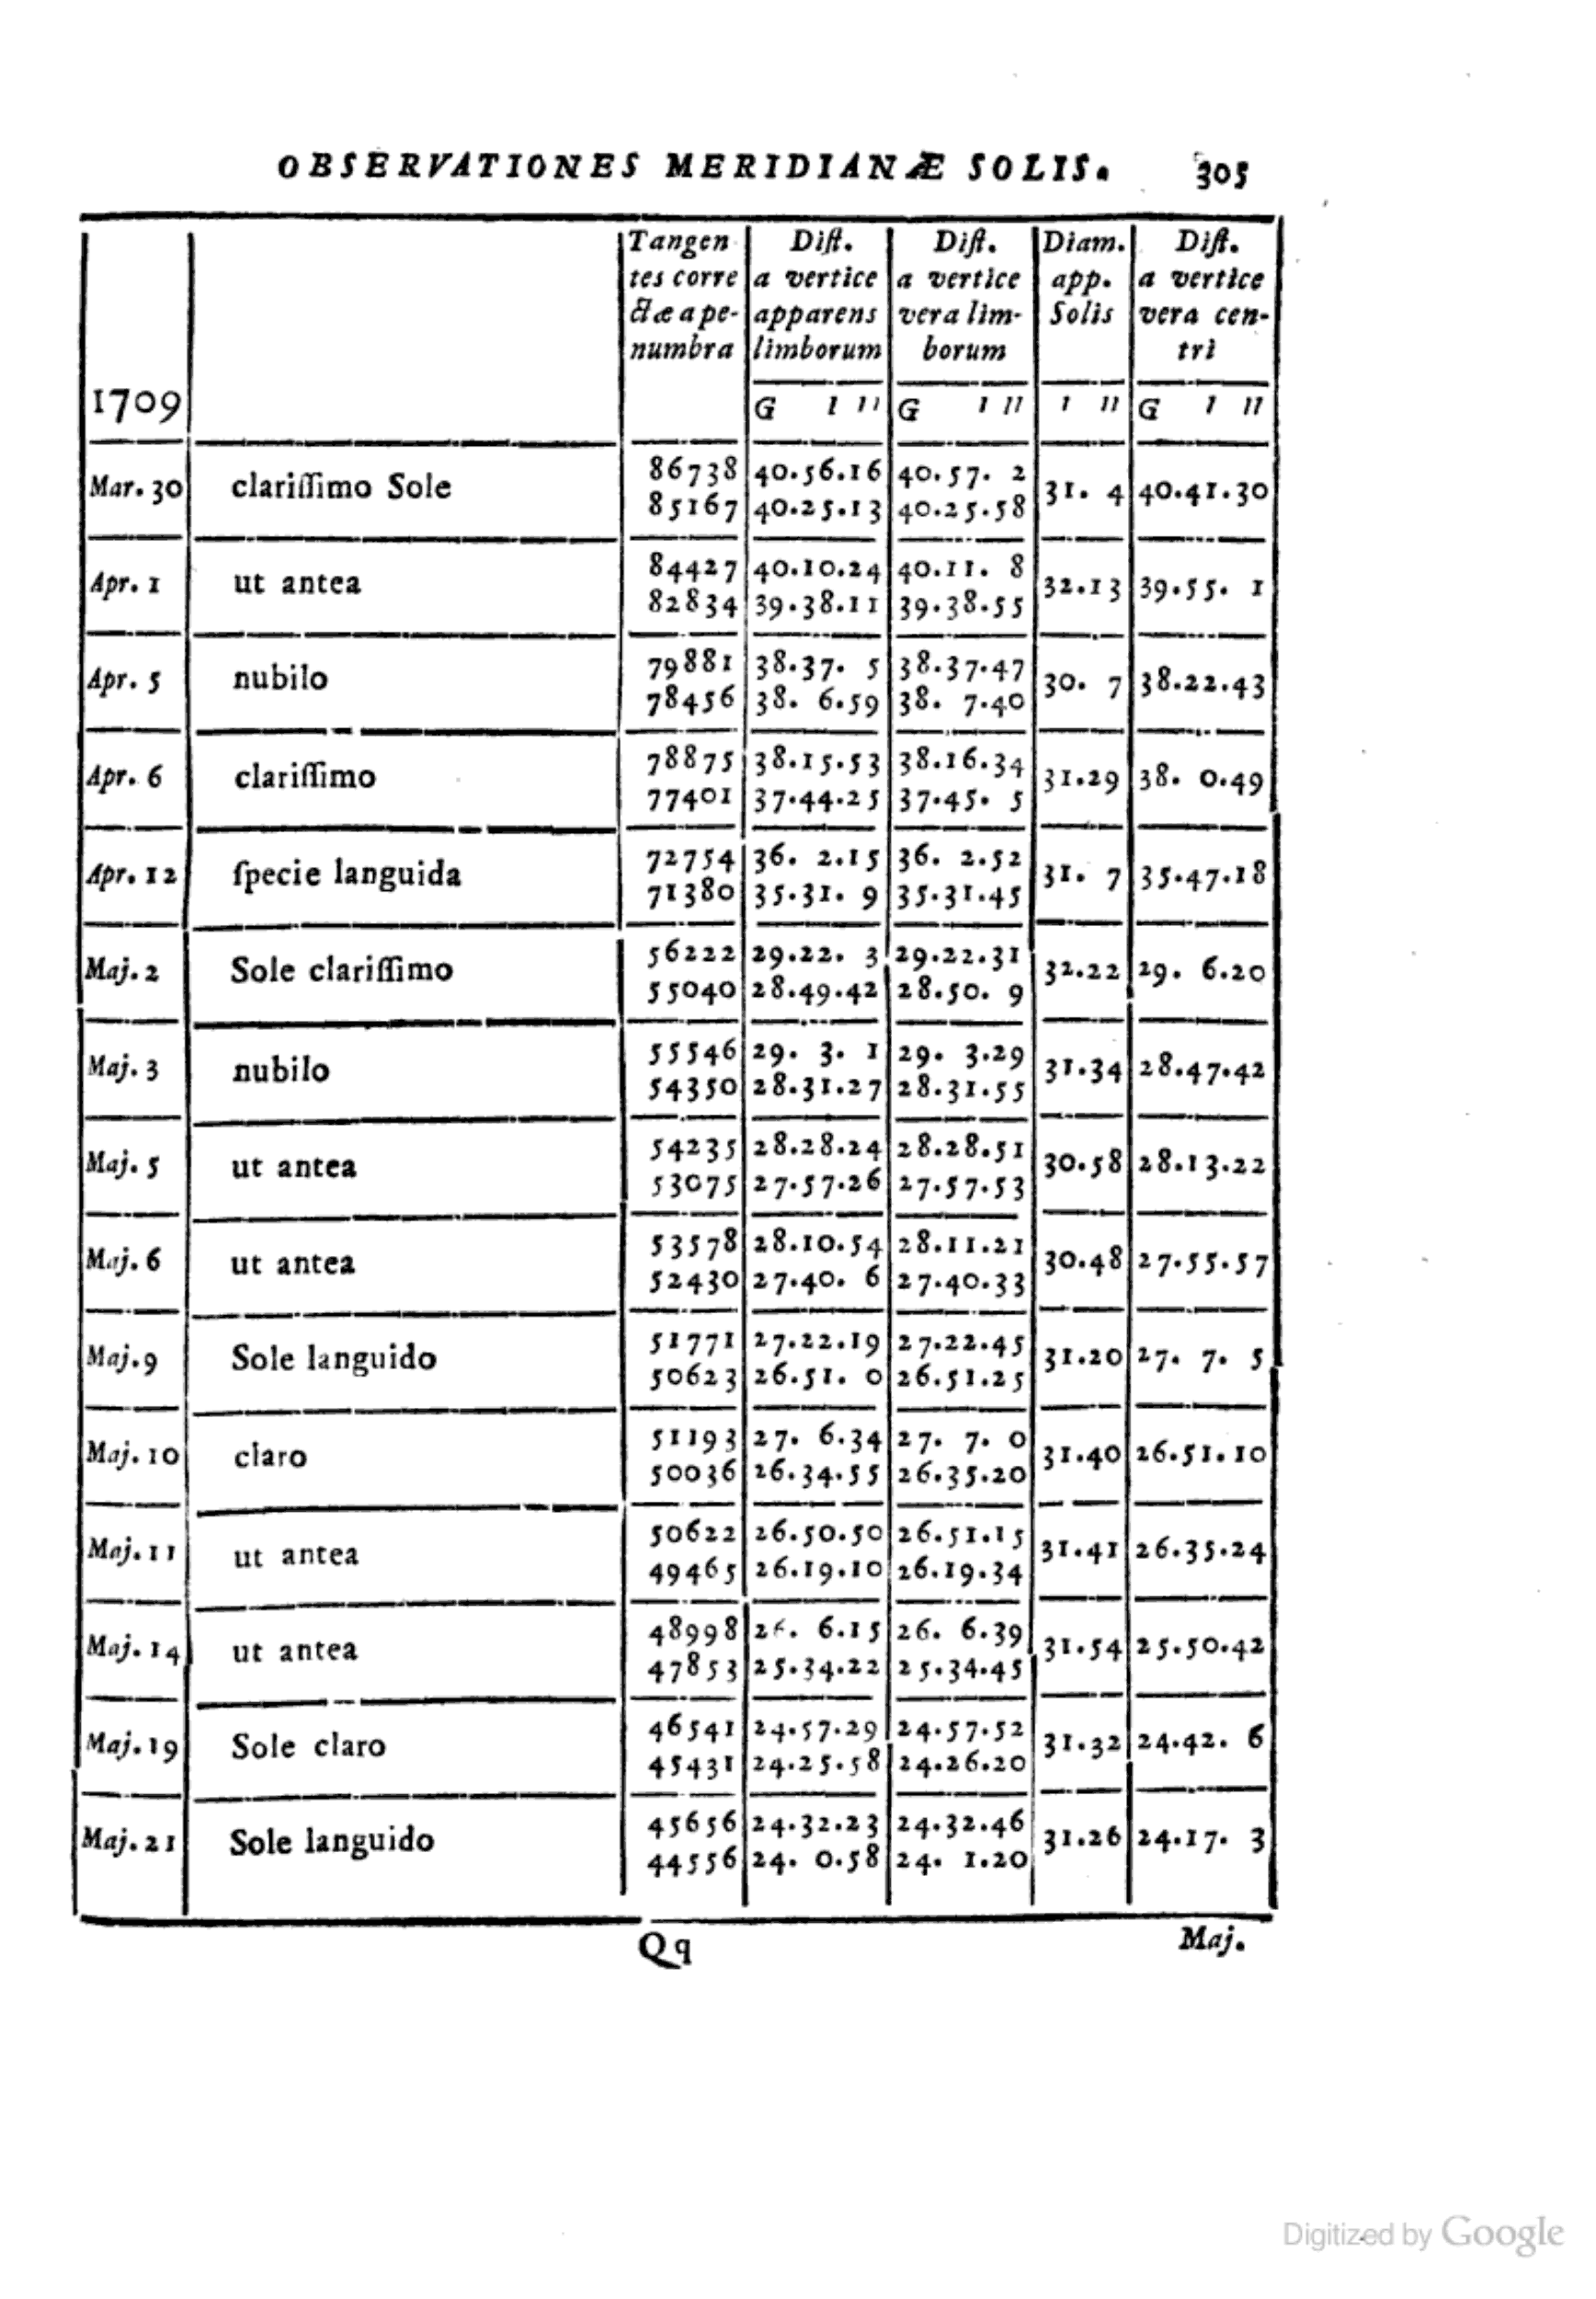 OBSERVATIONES MERIDIANÆ SOLIS. 305
Tangen Diſt. Diſt. Diam. Diſt.
tes corre a vertice a vertice app. a vertice
ctæ a pe- apparens vera lim- Solis vera cen-
numbra limborum borum tri
1709 G I II G I II I II G I II
86738 40.56.16 40.57. 2
Mar. 30 clariſſimo Sole 31. 4 40.41.30
85167 40.25.13 40.25.58
84427 40.10.24 40.11. 8
Apr. 1 ut antea 32.13 39.55. 1
82834 39.38.11 39.38.55
79881 38.37. 5 38.37.47
Apr. 5 nubilo 30. 7 38.22.43
78456 38. 6.59 38. 7.40
78875 38.15.53 38.16.34
Apr. 6 clariſſimo 31.29 38. 0.49
77401 37.44.25 37.45. 5
72754 36. 2.15 36. 2.52
Apr. 12 ſpecie languida 31. 7 35.47.18
71380 35.31. 9 35.31.45
56222 29.22. 3 29.22.31
Maj. 2 Sole clariſſimo 32.22 29. 6.20
55040 28.49.42 28.50. 9
55546 29. 3. 1 29. 3.29
Maj. 3 nubilo 31.34 28.47.42
54350 28.31.27 28.31.55
54235 28.28.24 28.28.51
Maj. 5 ut antea 30.58 28.13.22
53075 27.57.26 27.57.53
53578 28.10.54 28.11.21
Maj. 6 ut antea 30.48 27.55.57
52430 27.40. 6 27.40.33
51771 27.22.19 27.22.45
Maj. 9 Sole languido 31.20 27. 7. 5
50623 26.51. 0 26.51.25
51193 27. 6.34 27. 7. 0
Maj. 10 claro 31.40 26.51.10
50036 26.34.55 26.35.20
50622 26.50.50 26.51.15
Maj. 11 ut antea 31.41 26.35.24
49465 26.19.10 26.19.34
48998 26. 6.15 26. 6.39
Maj. 14 ut antea 31.54 25.50.42
47853 25.34.22 25.34.45
46541 24.57.29 24.57.52
Maj. 19 Sole claro 31.32 24.42. 6
45431 24.25.58 24.26.20
45656 24.32.23 24.32.46
Maj. 21 Sole languido 31.26 24.17. 3
44556 24. 0.58 24. 1.20
Qq Maj.
Digitized by Google